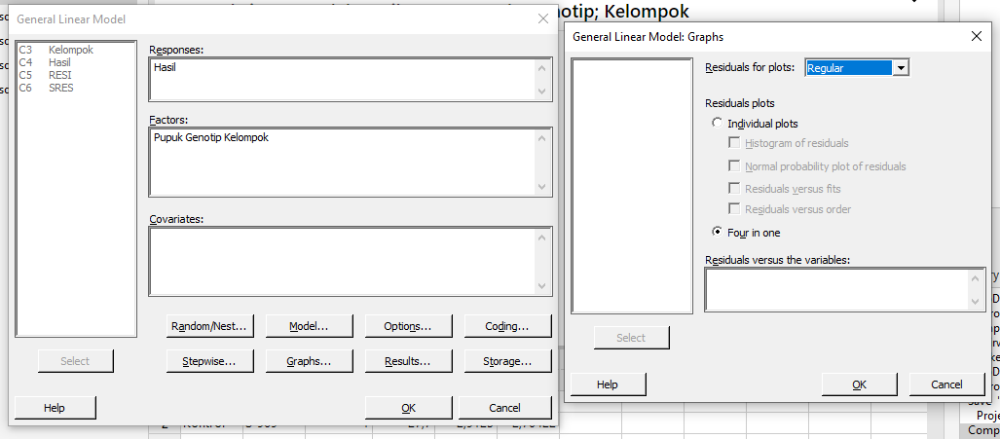 otip; Kelompok
General Linear Model
C3 Kelompok
C4 Hasil
C5 RESI
C6 SRES
Responses:
Hasil
Factors:
Pupuk Genotip Kelompok
Covariates:
Random/Nest...
Model...
Options...
Coding...
Select
Stepwise...
Graphs...
Results...
Storage...
Help
OK
Cancel
General Linear Model: Graphs
Residuals for plots:
Regular
Residuals plots
Individual plots
Histogram of residuals
Normal probability plot of residuals
Residuals versus fits
Residuals versus order
Four in one
Residuals versus the variables:
Select
Help
OK
Cancel
Proje
Comp